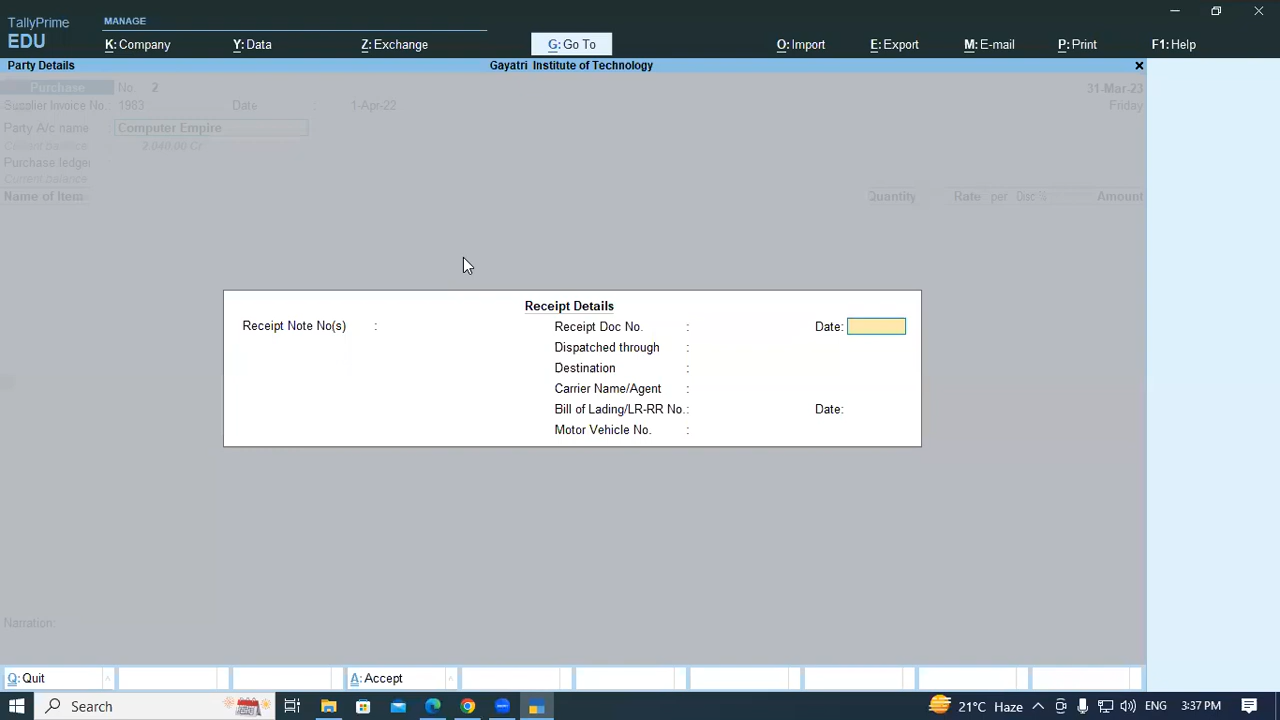 TallyPrime
EDU
MANAGE
K: Company
Y: Data
Z: Exchange
G: Go To
O: Import
E: Export
M: E-mail
P: Print
F1: Help
Party Details
Gayatri Institute of Technology
Purchase
No. 2
31-Mar-23
Supplier Invoice No. 1983
Date : 1-Apr-22
Friday
Party A/c name
Computer Empire
Current balance
2,040.00 Cr
Purchase ledger
Current balance
Name of Item
Quantity
Rate
per
Disc %
Amount
Receipt Details
Receipt Note No(s) :
Receipt Doc No. :
Date:
Dispatched through :
Destination :
Carrier Name/Agent :
Bill of Lading/LR-RR No. :
Date:
Motor Vehicle No. :
Narration:
Q: Quit
A: Accept
Search
21°C Haze
ENG
3:37 PM